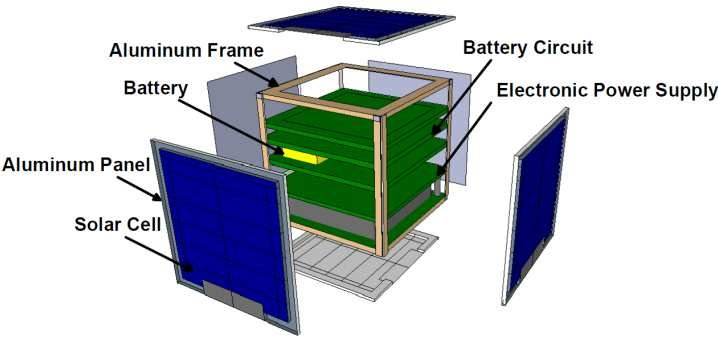 Aluminum Frame
Battery Circuit
Battery
Electronic Power Supply
Aluminum Panel
Solar Cell